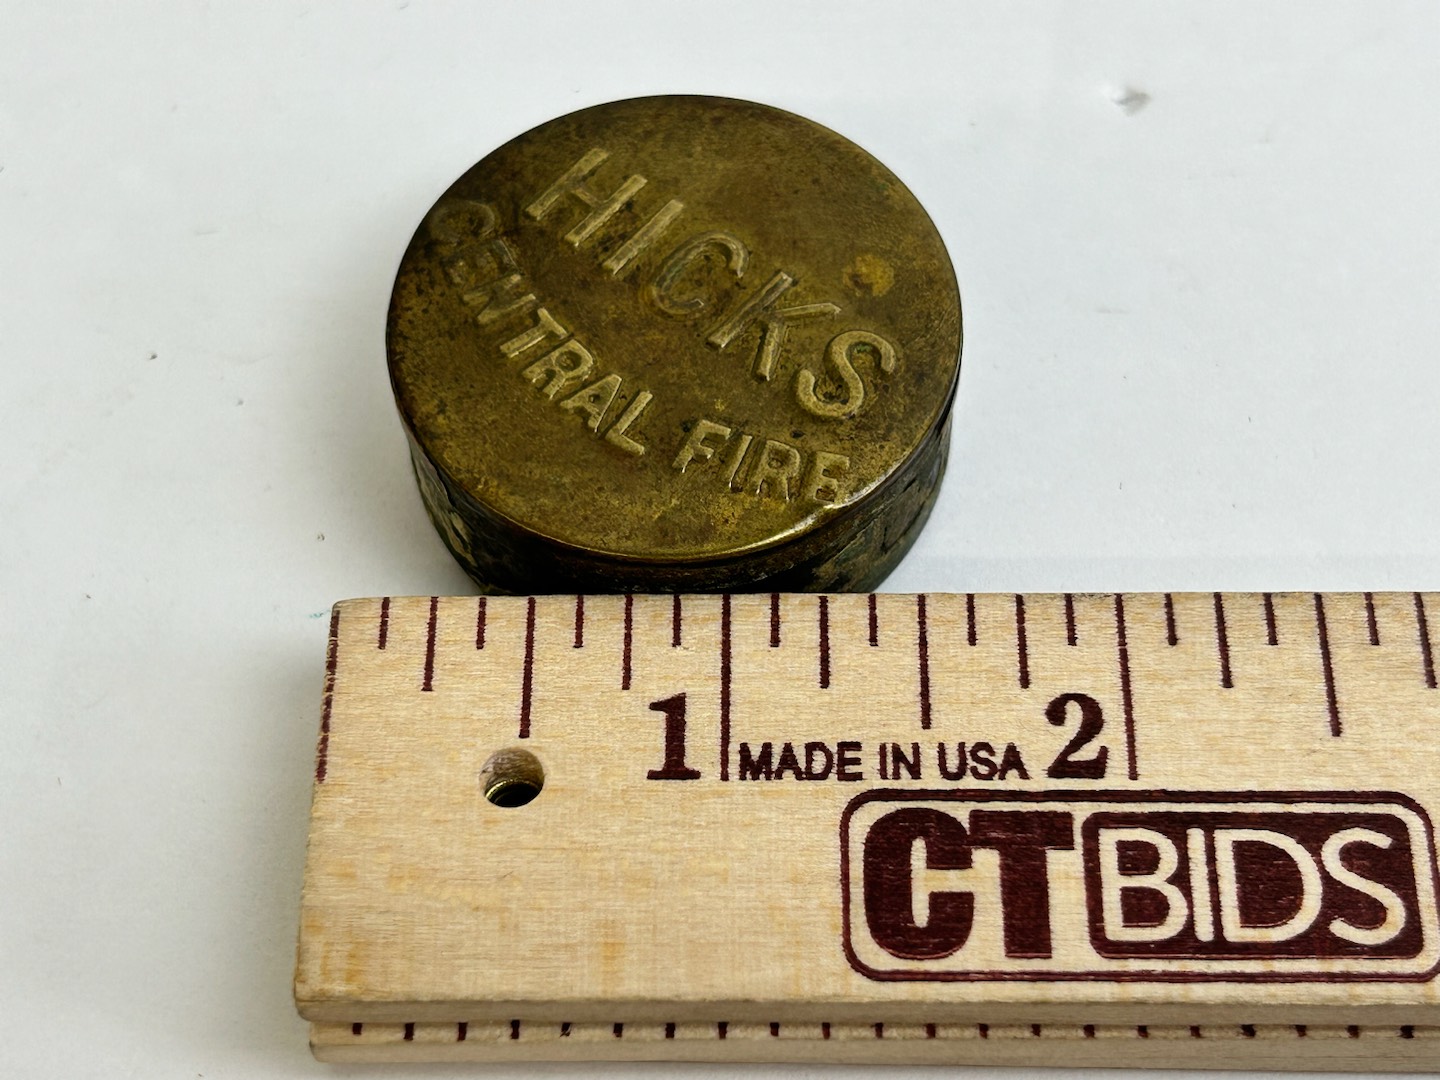 HICKS
CENTRAL FIRE
1 2
MADE IN USA
CTBIDS